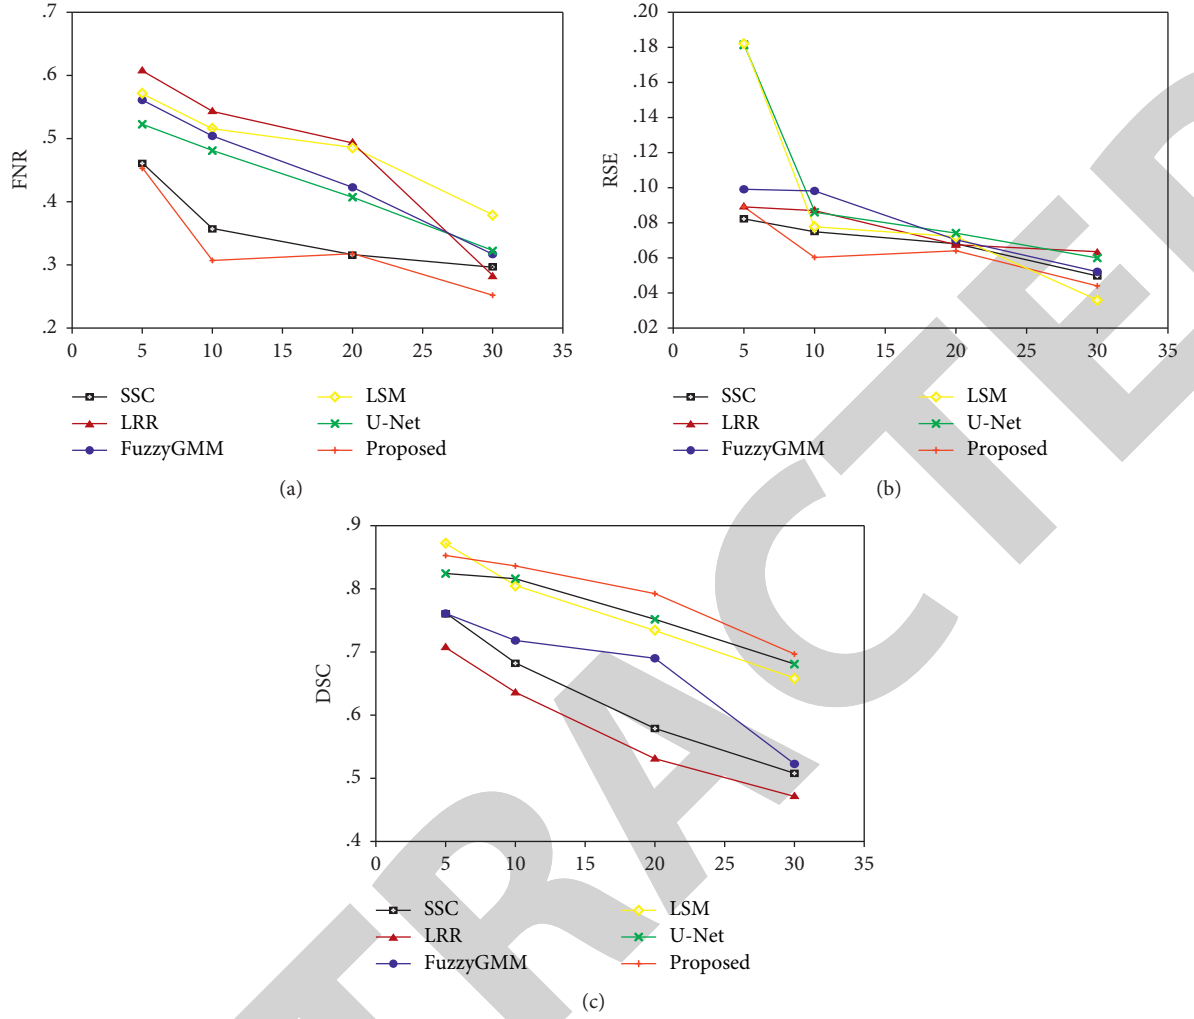 .7
.6
.5
.4
.3
.2
FNR
0 5 10 15 20 25 30 35
SSC
LRR
FuzzyGMM
LSM
U-Net
Proposed
(a)
.20
.18
.16
.14
.12
.10
.08
.06
.04
.02
RSE
0 5 10 15 20 25 30 35
SSC
LRR
FuzzyGMM
LSM
U-Net
Proposed
(b)
.9
.8
.7
.6
.5
.4
DSC
0 5 10 15 20 25 30 35
SSC
LRR
FuzzyGMM
LSM
U-Net
Proposed
(c)
TRACTED